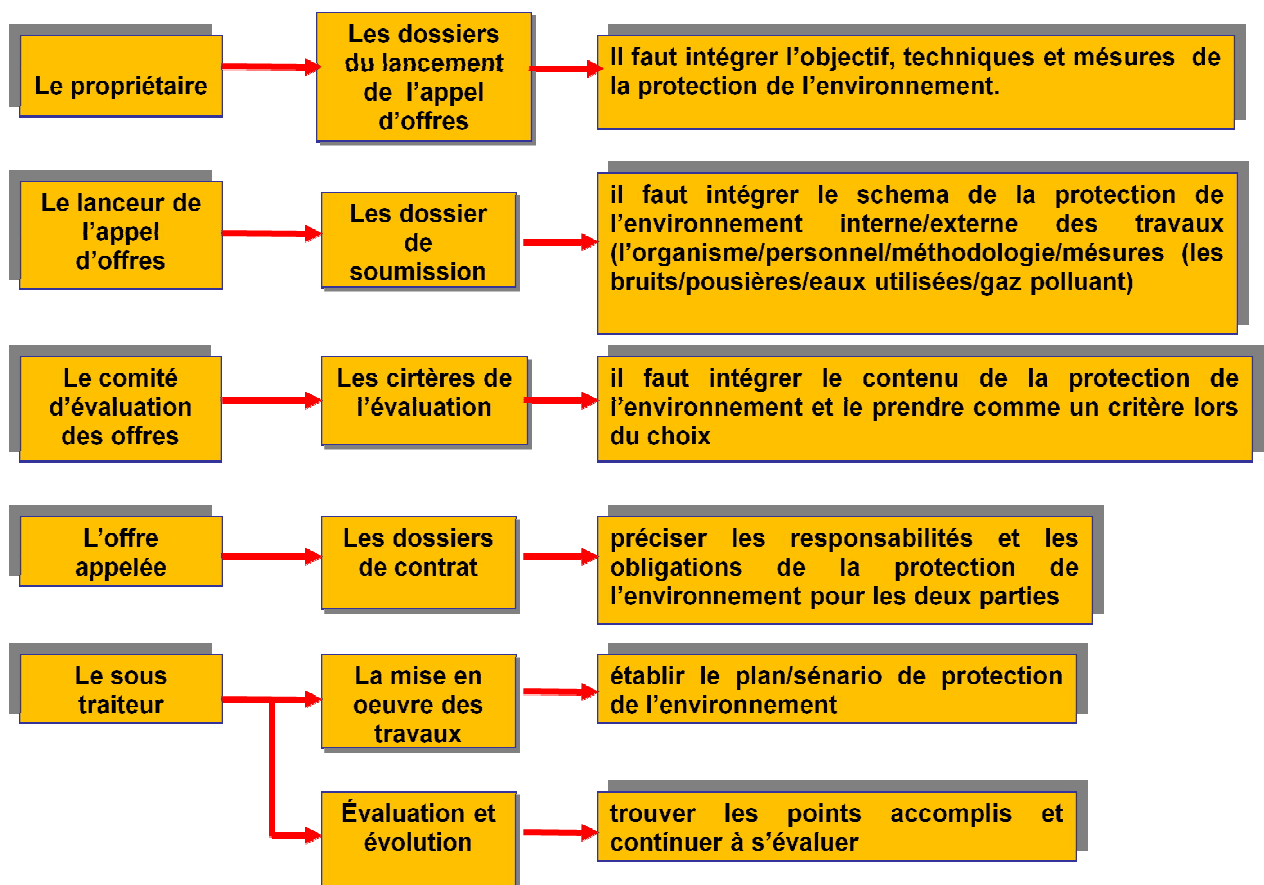 Le propriétaire
Les dossiers
du lancement
de l’appel
d’offres
Il faut intégrer l’objectif, techniques et mésures de
la protection de l’environnement.
Le lanceur de
l’appel
d’offres
Les dossier
de
soumission
il faut intégrer le schema de la protection de
l’environnement interne/externe des travaux
(l’organisme/personnel/méthodologie/mésures (les
bruits/pousières/eaux utilisées/gaz polluant)
Le comité
d’évaluation
des offres
Les cirtères de
l’évaluation
il faut intégrer le contenu de la protection de
l’environnement et le prendre comme un critère lors
du choix
L’offre
appelée
Les dossiers
de contrat
préciser les responsabilités et les
obligations de la protection de
l’environnement pour les deux parties
Le sous
traiteur
La mise en
oeuvre des
travaux
établir le plan/sénario de protection
de l’environnement
Évaluation et
évolution
trouver les points accomplis et
continuer à s’évaluer